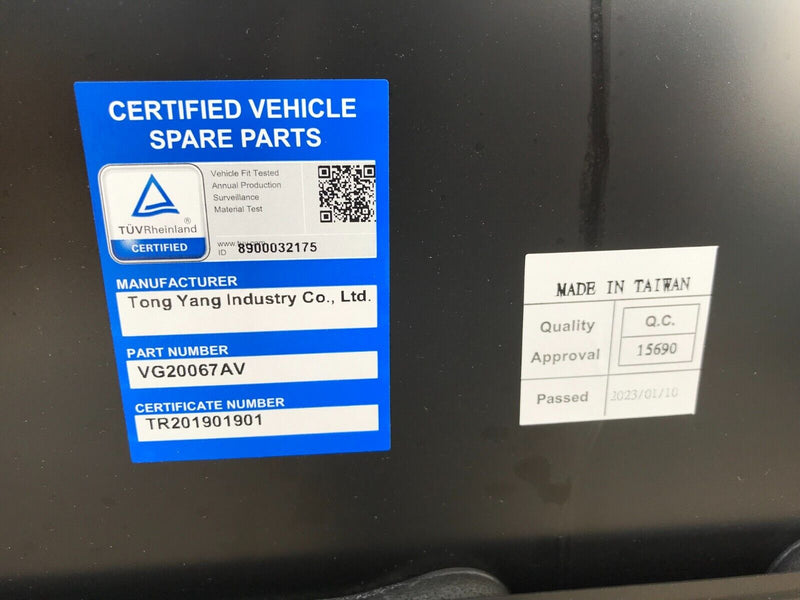 CERTIFIED VEHICLE
SPARE PARTS
Vehicle Fit Tested
Annual Production
Surveillance
Material Test
®
TÜVRheinland
CERTIFIED
ID 8900032175
MANUFACTURER
Tong Yang Industry Co., Ltd.
PART NUMBER
VG20067AV
CERTIFICATE NUMBER
TR201901901
MADE IN TAIWAN
Quality
Approval
Q.C.
15690
Passed
2023/01/10